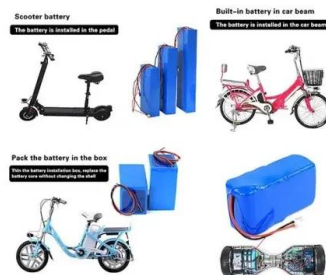 Scooter battery
The battery is installed in the pedal
Built-in battery in car beam
The battery is installed in the car beam
Pack the battery in the box
Thin the battery installation box, replace the
battery core without changing the shell